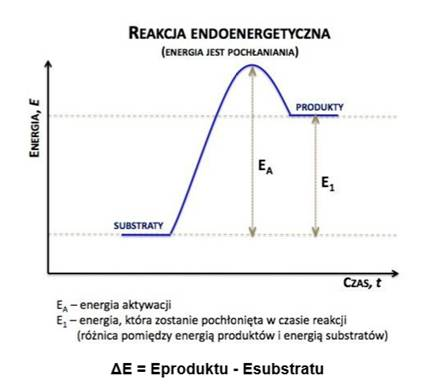 REAKCJA ENDOENERGETYCZNA
(ENERGIA JEST POCHŁANIANIA)
ENERGIA, E
PRODUKTY
EA
E1
SUBSTRATY
CZAS, t
EA – energia aktywacji
E1 – energia, która zostanie pochłonięta w czasie reakcji
(różnica pomiędzy energią produktów i energią substratów)
ΔE = Eproduktu - Esubstratu